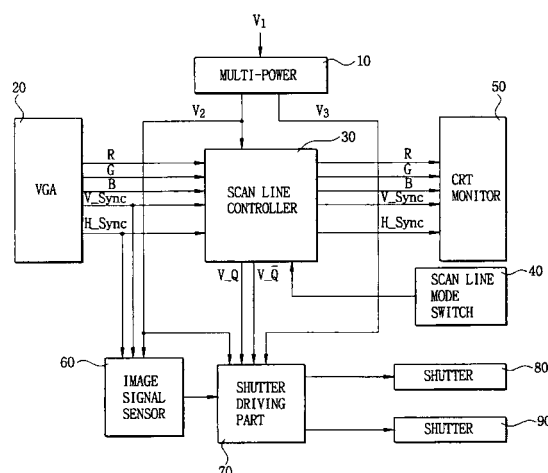 V1
10
MULTI-POWER
20
50
V2
V3
30
VGA
R
G
B
V_Sync
H_Sync
SCAN LINE
CONTROLLER
R
G
B
V_Sync
H_Sync
CRT
MONITOR
V_Q
V_Q̅
40
SCAN LINE
MODE
SWITCH
60
IMAGE
SIGNAL
SENSOR
SHUTTER
DRIVING
PART
70
80
SHUTTER
90
SHUTTER